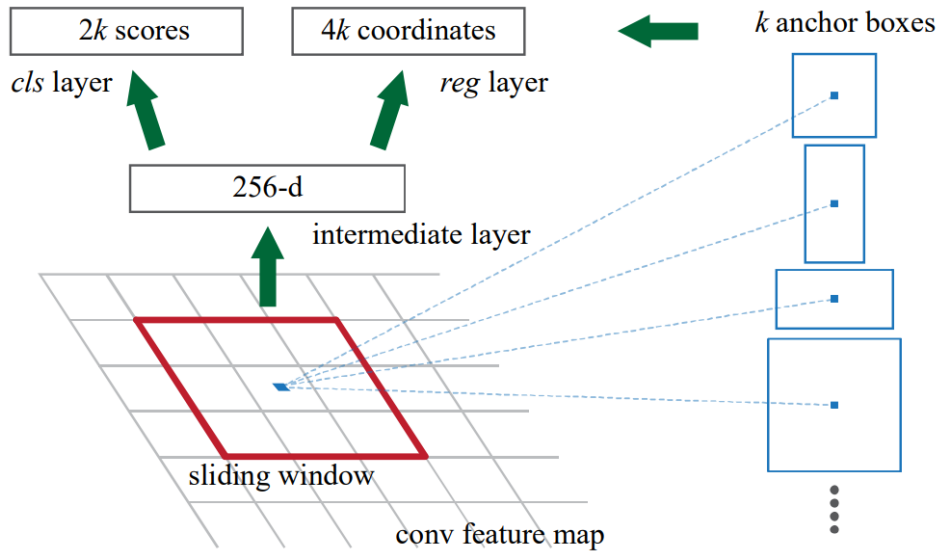 2k scores
4k coordinates
k anchor boxes
cls layer
reg layer
256-d
intermediate layer
sliding window
conv feature map